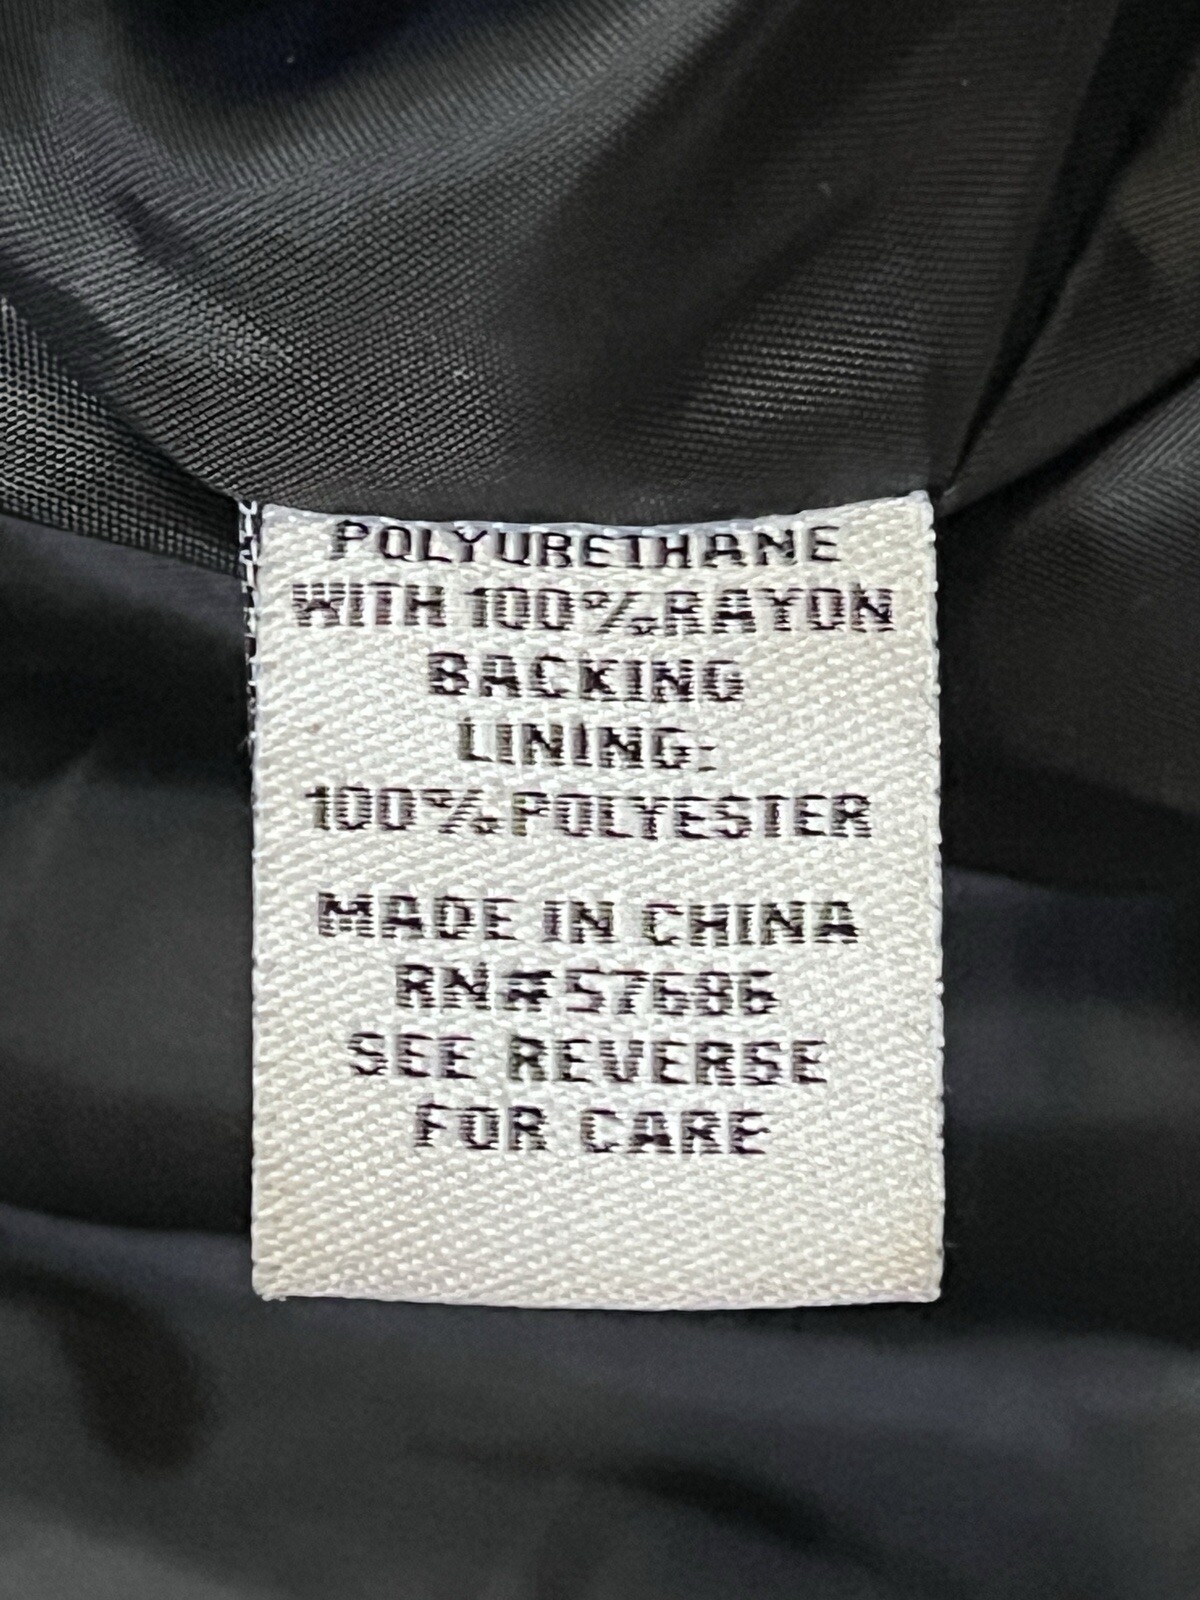 POLYURETHANE
WITH 100%RAYON
BACKING
LINING:
100%POLYESTER
MADE IN CHINA
RN#57686
SEE REVERSE
FOR CARE